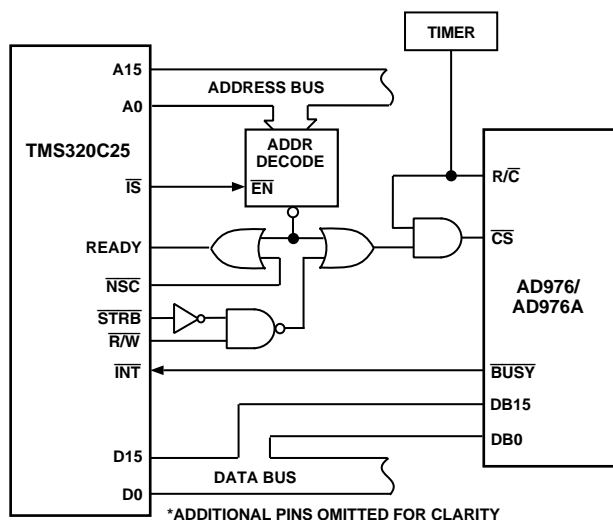 TIMER
A15
ADDRESS BUS
A0
TMS320C25
ADDR
DECODE
IS
EN
R/C
READY
CS
NSC
AD976/
AD976A
STRB
R/W
INT
BUSY
DB15
D15
DB0
DATA BUS
D0
*ADDITIONAL PINS OMITTED FOR CLARITY